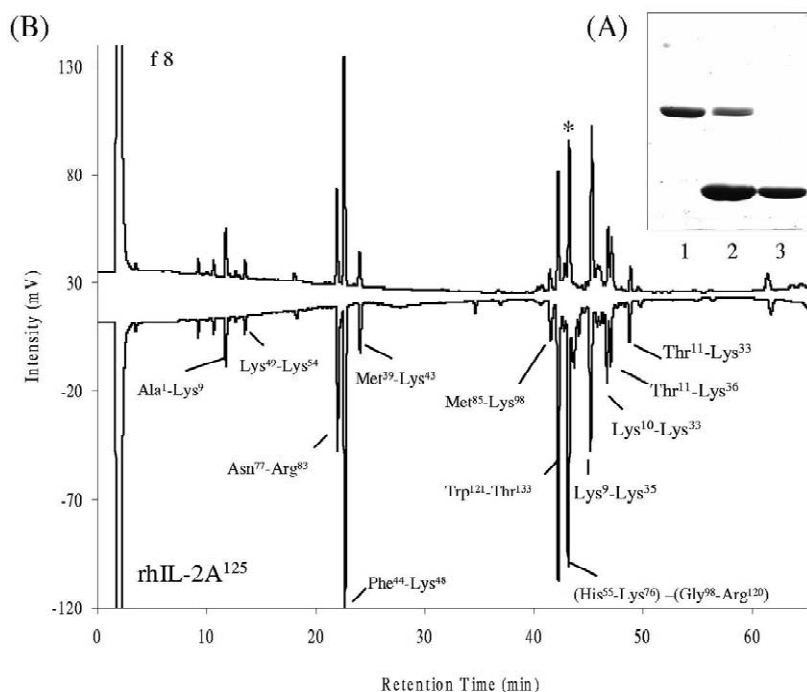 (B)
(A)
f 8
*
1 2 3
130
80
30
-20
-70
-120
Intensity (mV)
Ala¹-Lys⁹
Lys⁴⁹-Lys⁵⁴
Met³⁹-Lys⁴³
Asn⁷⁷-Arg⁸³
Phe⁴⁴-Lys⁴⁸
Met⁸⁵-Lys⁹⁸
Trp¹²¹-Thr¹³³
Thr¹¹-Lys³³
Thr¹¹-Lys³⁶
Lys¹⁰-Lys³³
Lys⁹-Lys³⁵
(His⁵⁵-Lys⁷⁶) –(Gly⁹⁸-Arg¹²⁰)
rhIL-2A¹²⁵
0 10 20 30 40 50 60
Retention Time (min)